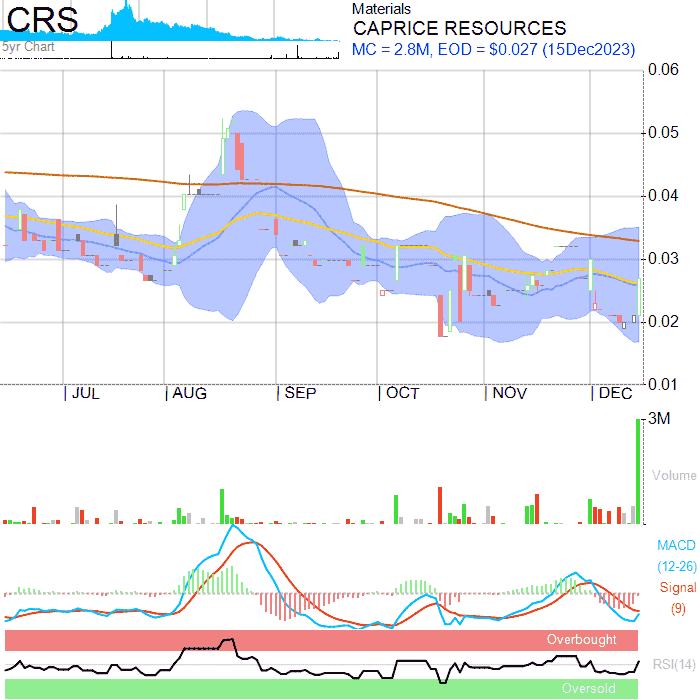 CRS
5yr Chart
Materials
CAPRICE RESOURCES
MC = 2.8M, EOD = $0.027 (15Dec2023)
0.06
0.05
0.04
0.03
0.02
0.01
JUL AUG SEP OCT NOV DEC
3M
Volume
MACD
(12-26)
Signal
(9)
Overbought
RSI(14)
Oversold